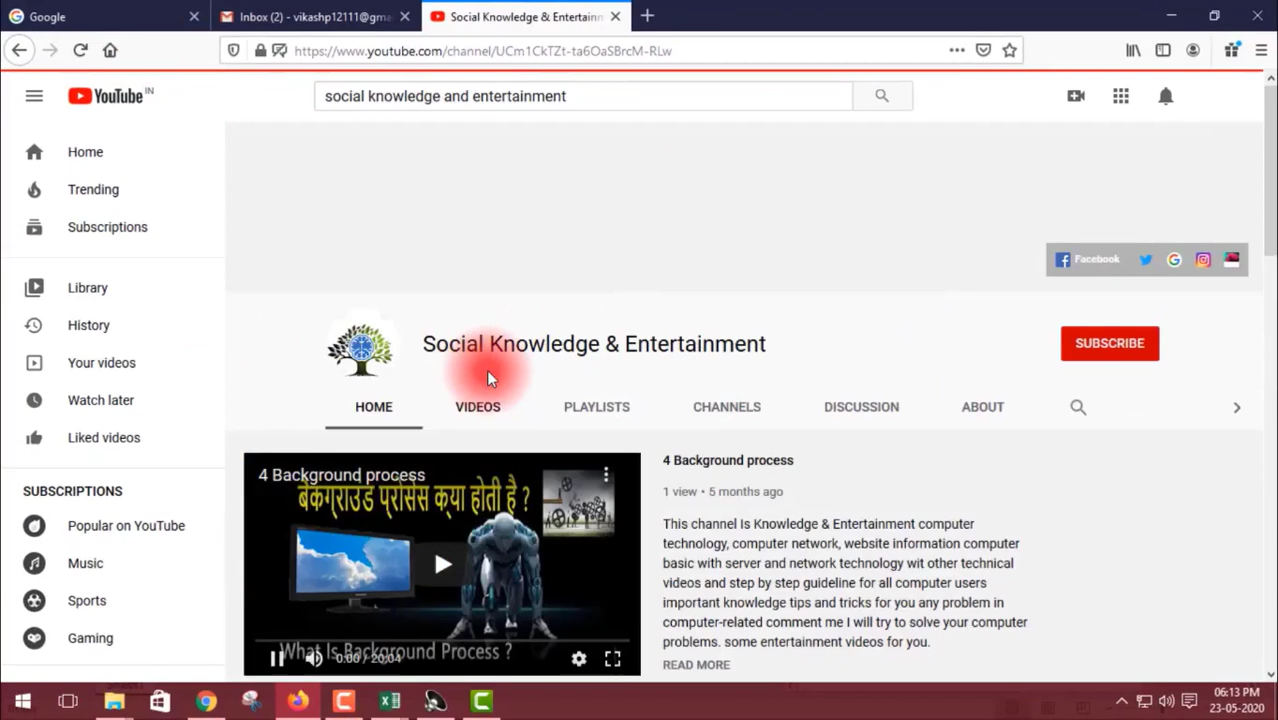 Google
Inbox (2) - vikashp12111@gma
Social Knowledge & Entertainm
https://www.youtube.com/channel/UCm1CkTZt-ta6OaSBrcM-RLw
YouTube IN
social knowledge and entertainment
Home
Trending
Subscriptions
Library
History
Your videos
Watch later
Liked videos
SUBSCRIPTIONS
Popular on YouTube
Music
Sports
Gaming
Facebook
Social Knowledge & Entertainment
SUBSCRIBE
HOME
VIDEOS
PLAYLISTS
CHANNELS
DISCUSSION
ABOUT
4 Background process
बैकग्राउंड प्रोसेस क्या होती है ?
What Is Background Process ?
0:00 / 20:04
4 Background process
1 view • 5 months ago
This channel Is Knowledge & Entertainment computer
technology, computer network, website information computer
basic with server and network technology wit other technical
videos and step by step guideline for all computer users
important knowledge tips and tricks for you any problem in
computer-related comment me I will try to solve your computer
problems. some entertainment videos for you.
READ MORE
06:13 PM
23-05-2020